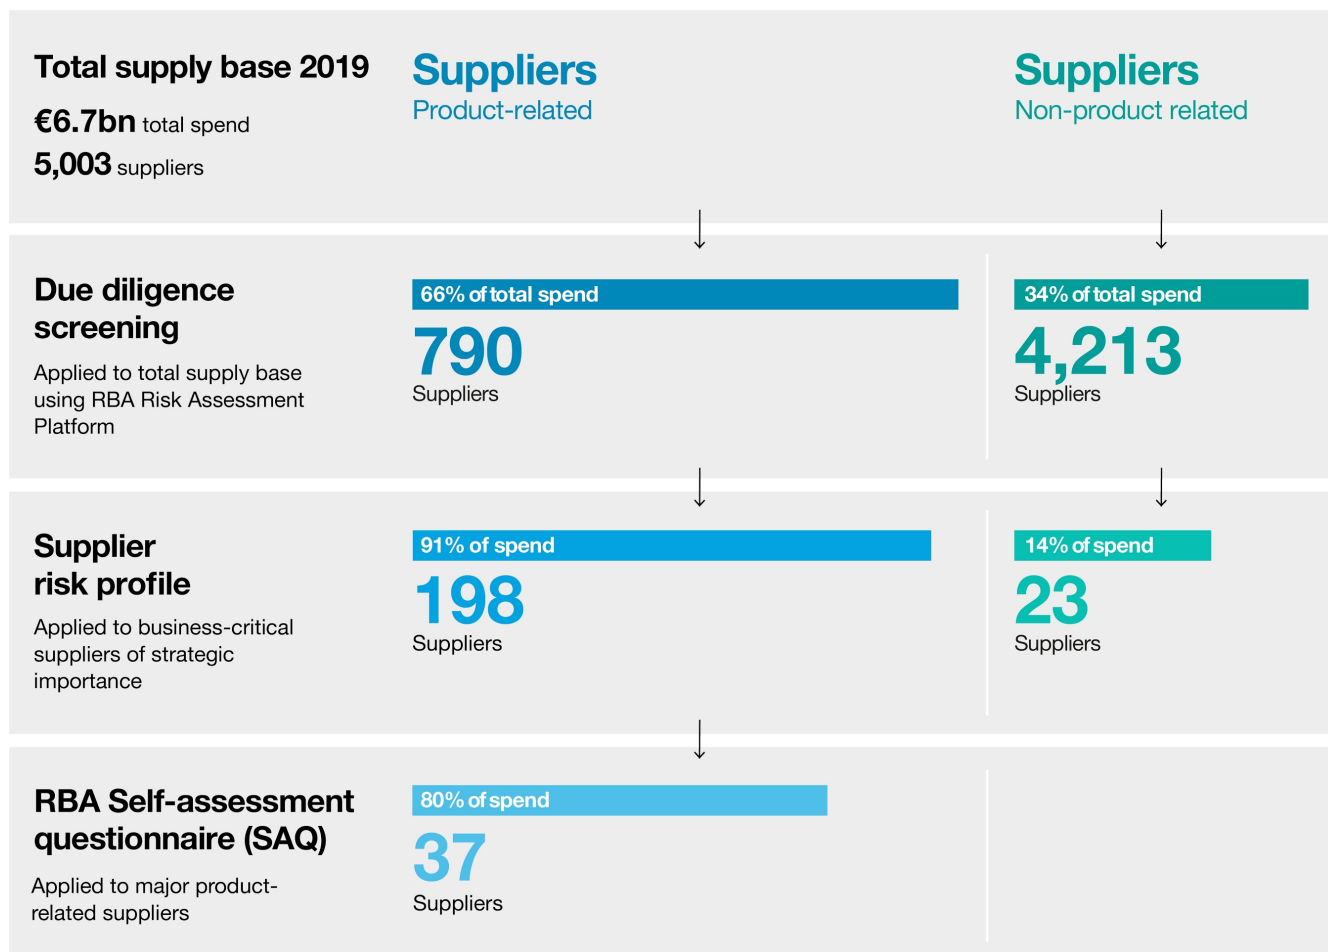 Total supply base 2019
€6.7bn total spend
5,003 suppliers
Suppliers
Product-related
Suppliers
Non-product related
Due diligence
screening
Applied to total supply base
using RBA Risk Assessment
Platform
66% of total spend
790
Suppliers
34% of total spend
4,213
Suppliers
Supplier
risk profile
Applied to business-critical
suppliers of strategic
importance
91% of spend
198
Suppliers
14% of spend
23
Suppliers
RBA Self-assessment
questionnaire (SAQ)
Applied to major product-
related suppliers
80% of spend
37
Suppliers